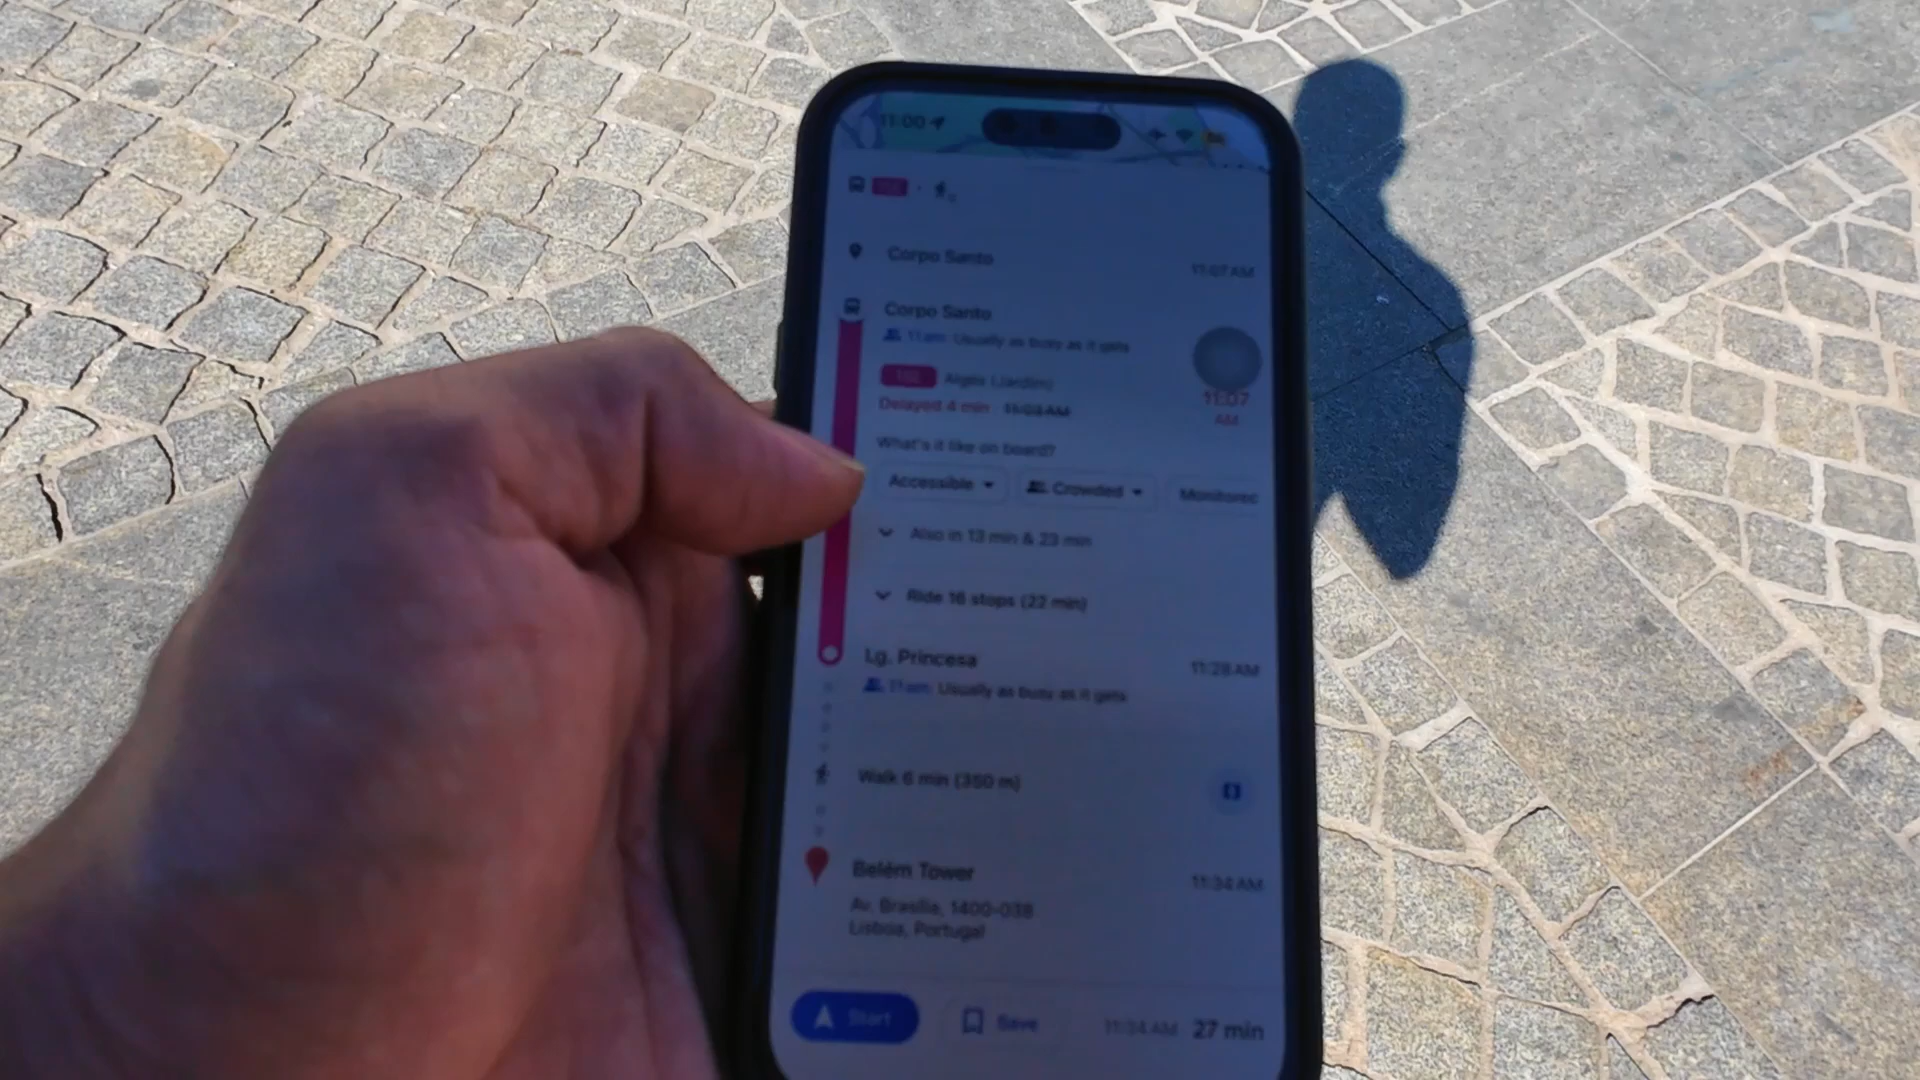 11:00
Corpo Santo
11:07 AM
Corpo Santo
11am: Usually as busy as it gets
Algés (Jardim)
Delayed 4 min · 11:03 AM
11:07
AM
What's it like on board?
Accessible
Crowded
Monitorec
Also in 13 min & 23 min
Ride 16 stops (22 min)
Lg. Princesa
11:28 AM
11am: Usually as busy as it gets
Walk 6 min (350 m)
Belém Tower
11:34 AM
Av. Brasília, 1400-038
Lisboa, Portugal
Start
Save
11:34 AM
27 min